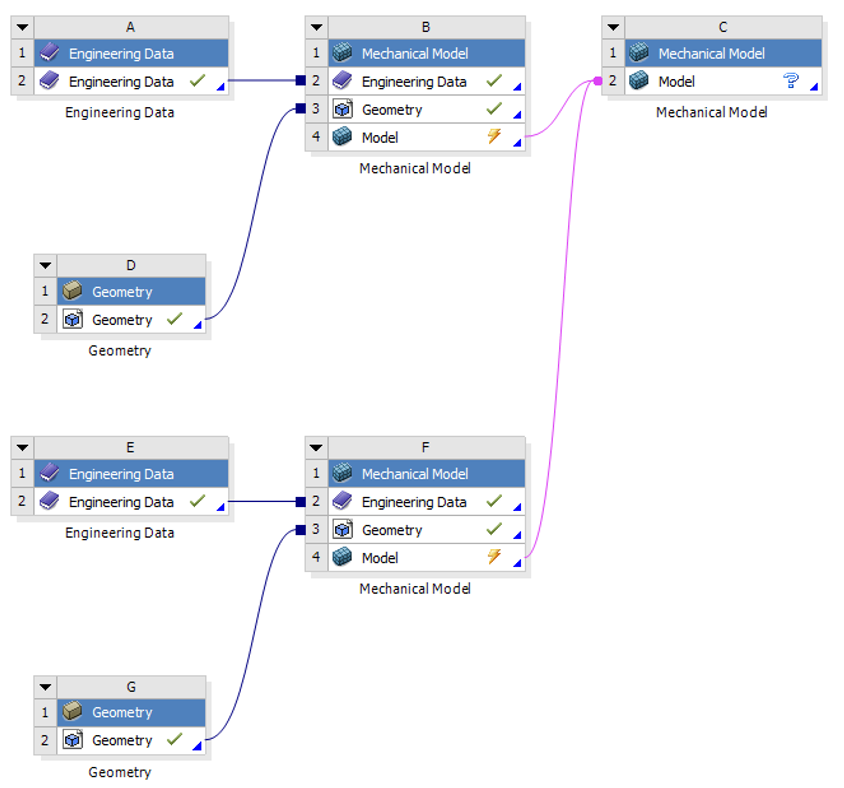 A
1 Engineering Data
2 Engineering Data
Engineering Data
B
1 Mechanical Model
2 Engineering Data
3 Geometry
4 Model
Mechanical Model
C
1 Mechanical Model
2 Model ?
Mechanical Model
D
1 Geometry
2 Geometry
Geometry
E
1 Engineering Data
2 Engineering Data
Engineering Data
F
1 Mechanical Model
2 Engineering Data
3 Geometry
4 Model
Mechanical Model
G
1 Geometry
2 Geometry
Geometry